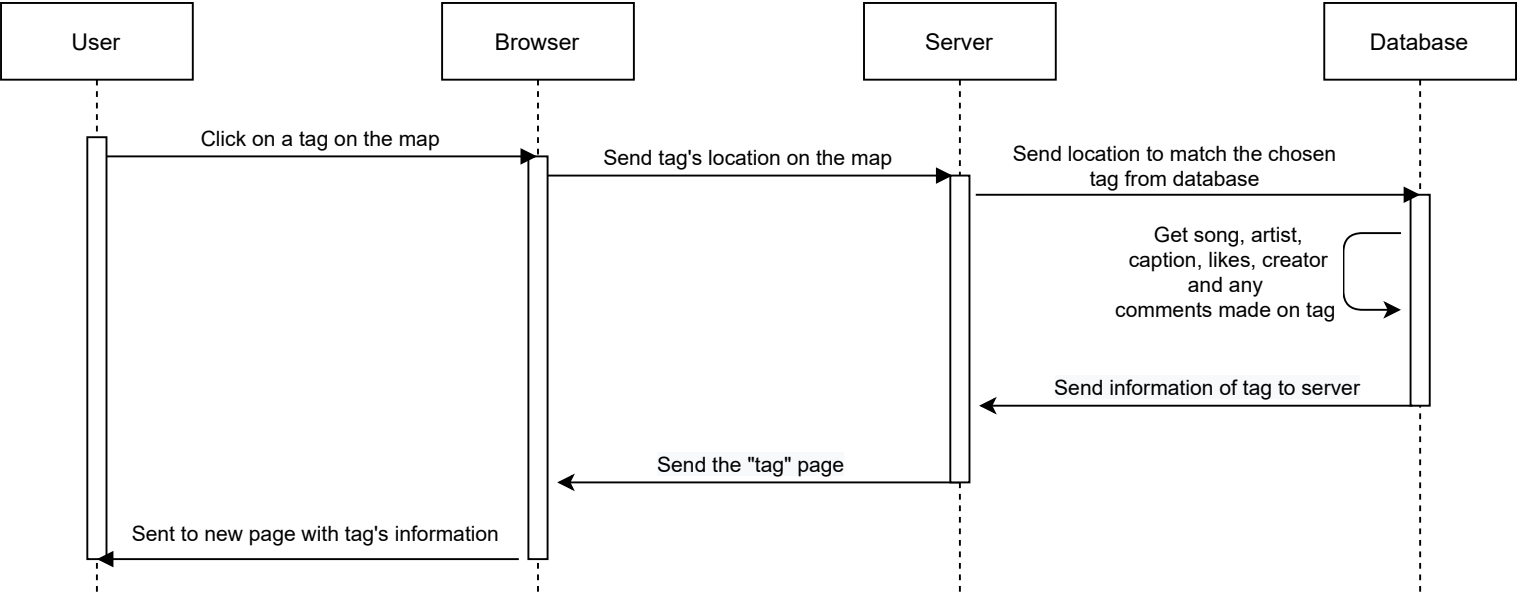 User
Browser
Server
Database
Click on a tag on the map
Send tag's location on the map
Send location to match the chosen
tag from database
Get song, artist,
caption, likes, creator
and any
comments made on tag
Send information of tag to server
Send the "tag" page
Sent to new page with tag's information